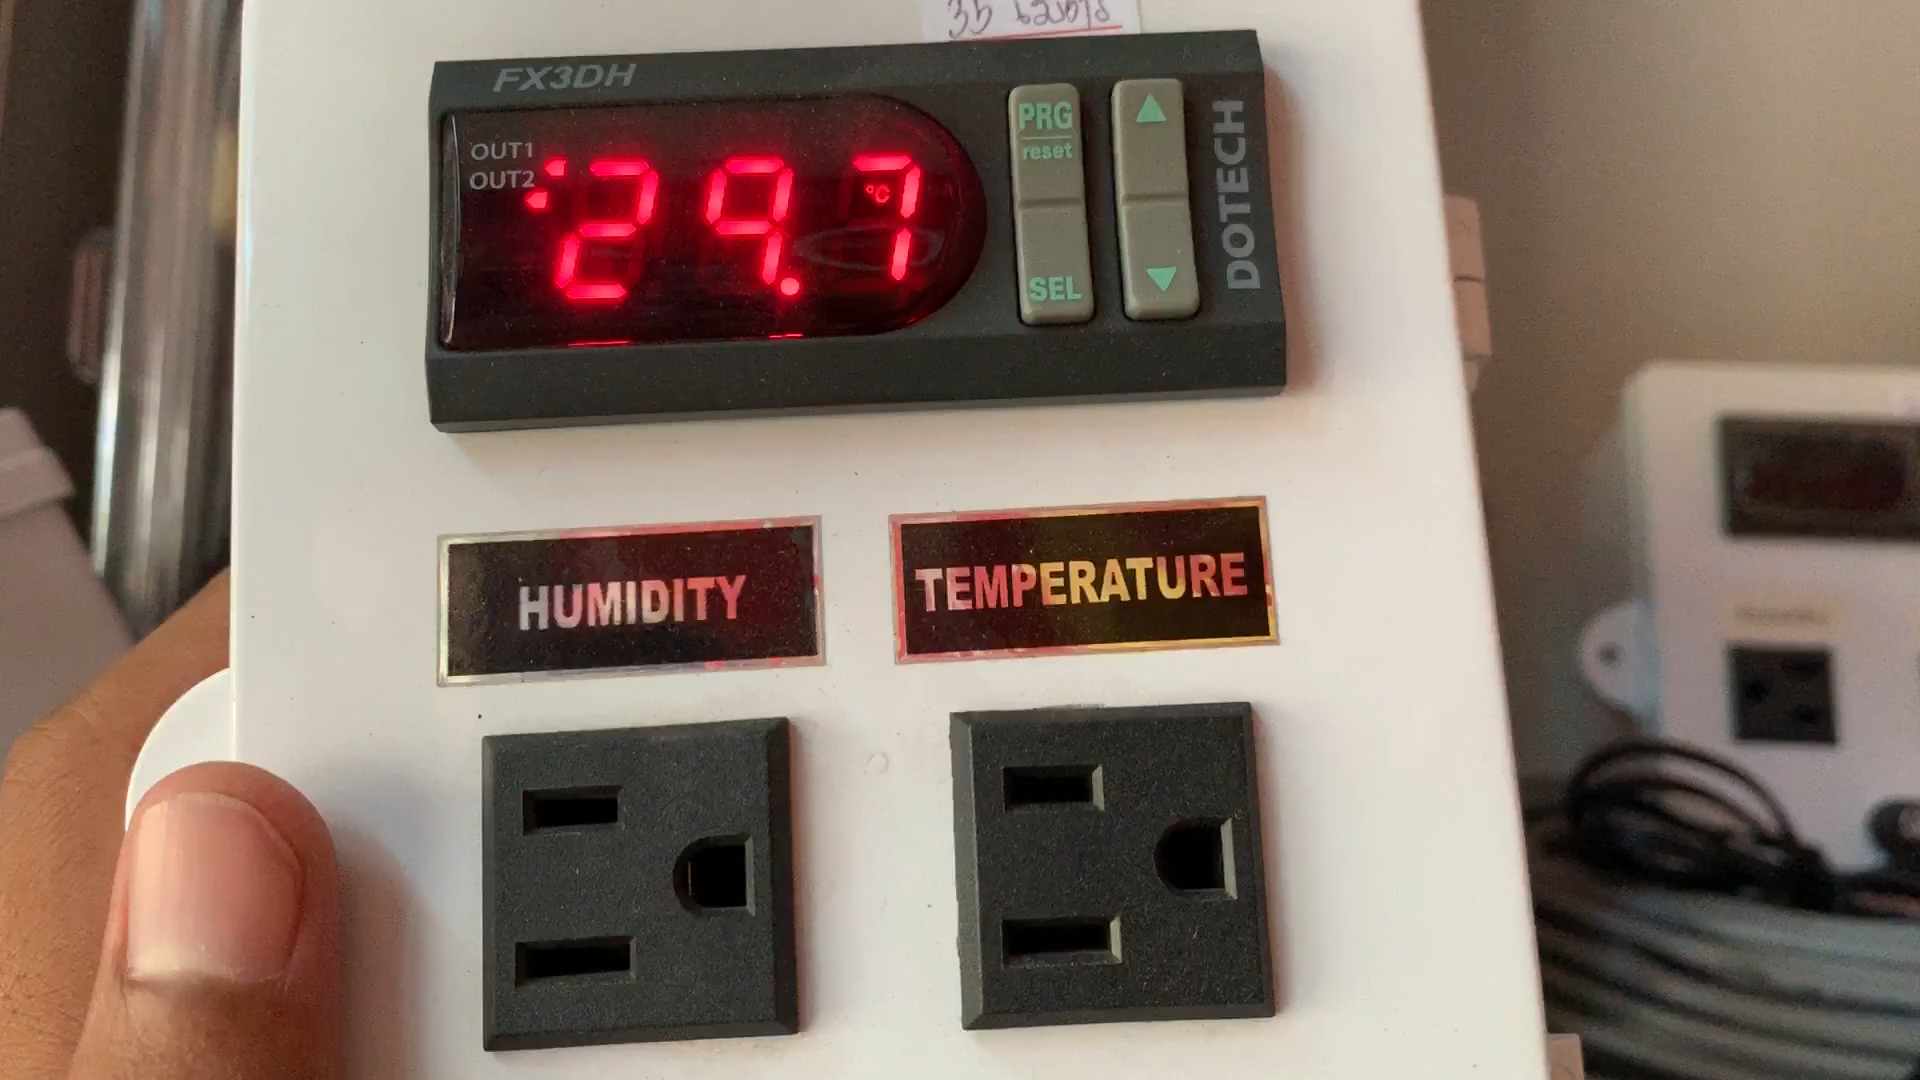 FX3DH
OUT1
OUT2
29.7
°C
PRG
reset
SEL
DOTECH
HUMIDITY
TEMPERATURE